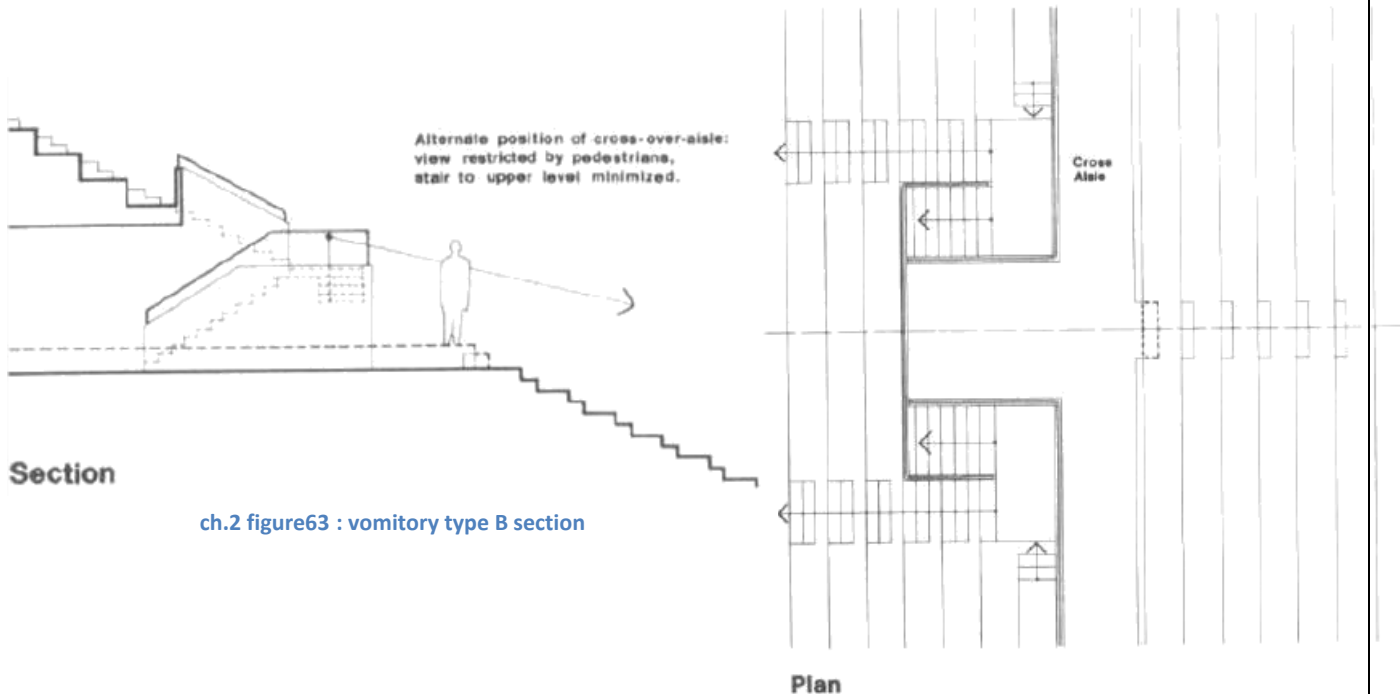 Alternate position of cross-over-aisle:
view restricted by pedestrians,
stair to upper level minimized.
Cross
Aisle
Section
ch.2 figure63 : vomitory type B section
Plan